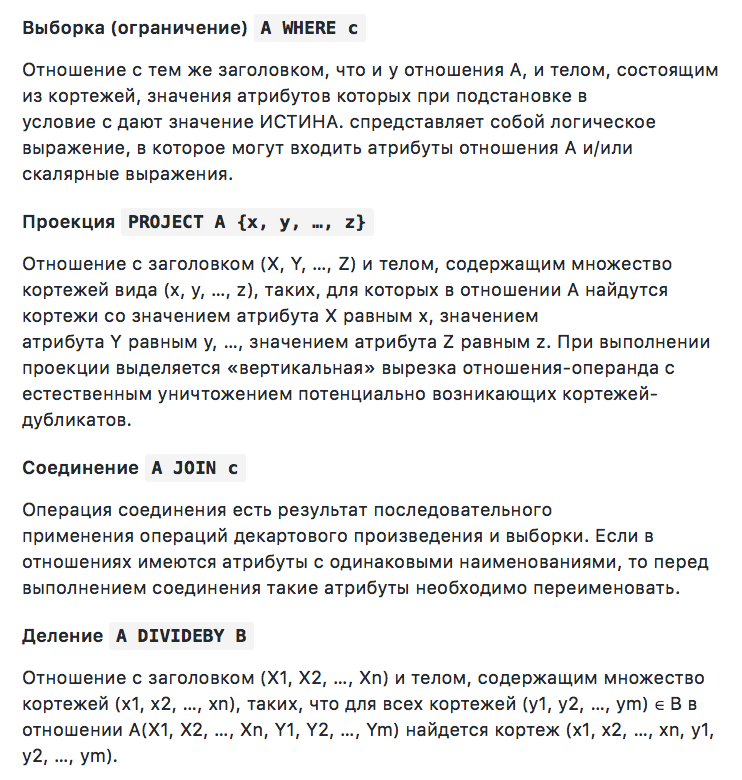 Выборка (ограничение) A WHERE c
Отношение с тем же заголовком, что и у отношения A, и телом, состоящим
из кортежей, значения атрибутов которых при подстановке в
условие c дают значение ИСТИНА. cпредставляет собой логическое
выражение, в которое могут входить атрибуты отношения A и/или
скалярные выражения.
Проекция PROJECT A {x, y, …, z}
Отношение с заголовком (X, Y, …, Z) и телом, содержащим множество
кортежей вида (x, y, …, z), таких, для которых в отношении A найдутся
кортежи со значением атрибута X равным x, значением
атрибута Y равным y, …, значением атрибута Z равным z. При выполнении
проекции выделяется «вертикальная» вырезка отношения-операнда с
естественным уничтожением потенциально возникающих кортежей-
дубликатов.
Соединение A JOIN c
Операция соединения есть результат последовательного
применения операций декартового произведения и выборки. Если в
отношениях имеются атрибуты с одинаковыми наименованиями, то перед
выполнением соединения такие атрибуты необходимо переименовать.
Деление A DIVIDEBY B
Отношение с заголовком (X1, X2, …, Xn) и телом, содержащим множество
кортежей (x1, x2, …, xn), таких, что для всех кортежей (y1, y2, …, ym) ∈ B в
отношении A(X1, X2, …, Xn, Y1, Y2, …, Ym) найдется кортеж (x1, x2, …, xn, y1,
y2, …, ym).